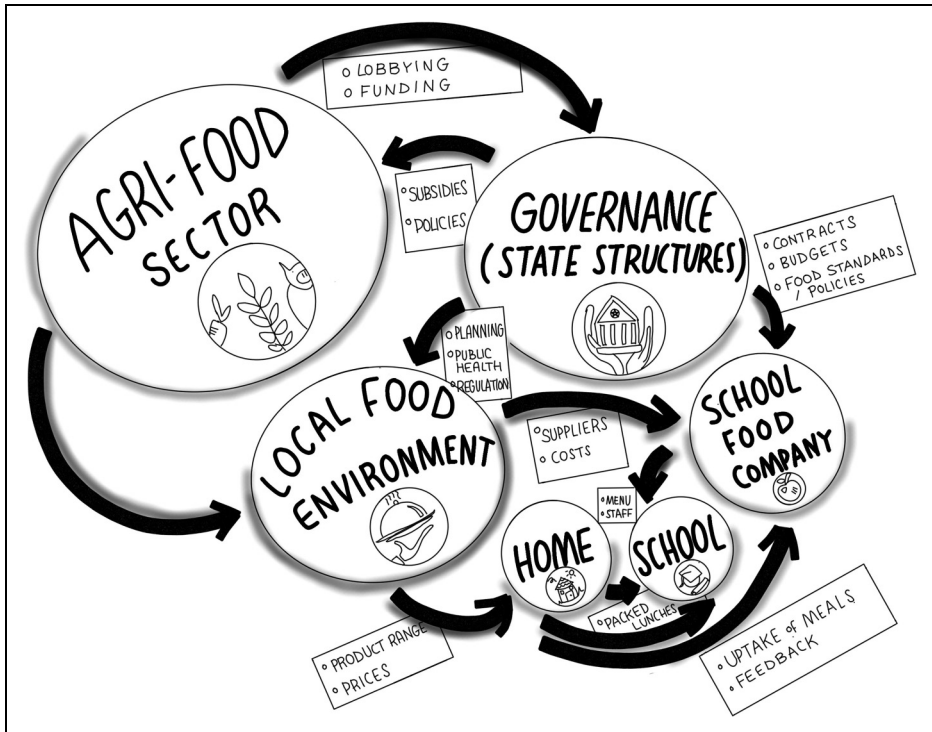 ○ LOBBYING
○ FUNDING
AGRI-FOOD
SECTOR
○ SUBSIDIES
○ POLICIES
GOVERNANCE
(STATE STRUCTURES)
○ CONTRACTS
○ BUDGETS
○ FOOD STANDARDS
/ POLICIES
○ PLANNING
○ PUBLIC
HEALTH
○ REGULATION
LOCAL FOOD
ENVIRONMENT
○ SUPPLIERS
○ COSTS
SCHOOL
FOOD
COMPANY
○ MENU
○ STAFF
HOME
SCHOOL
○ PACKED
LUNCHES
○ PRODUCT RANGE
○ PRICES
○ UPTAKE of MEALS
○ FEEDBACK